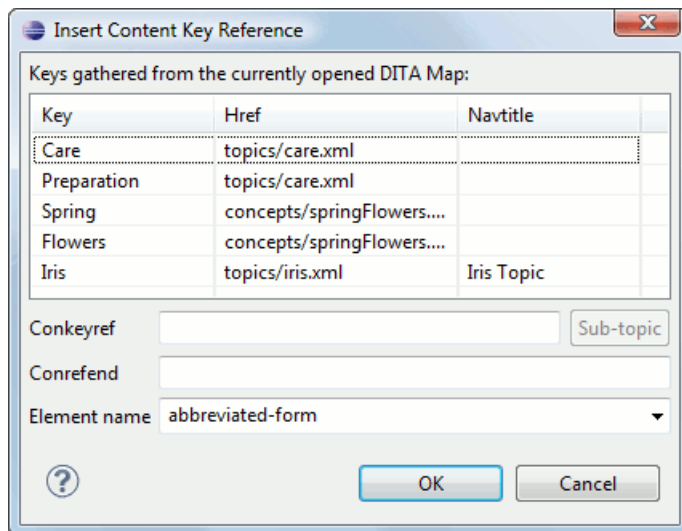 Insert Content Key Reference
Keys gathered from the currently opened DITA Map:
Key Href Navtitle
Care topics/care.xml
Preparation topics/care.xml
Spring concepts/springFlowers....
Flowers concepts/springFlowers....
Iris topics/iris.xml Iris Topic
Conkeyref Sub-topic
Conrefend
Element name abbreviated-form
? OK Cancel